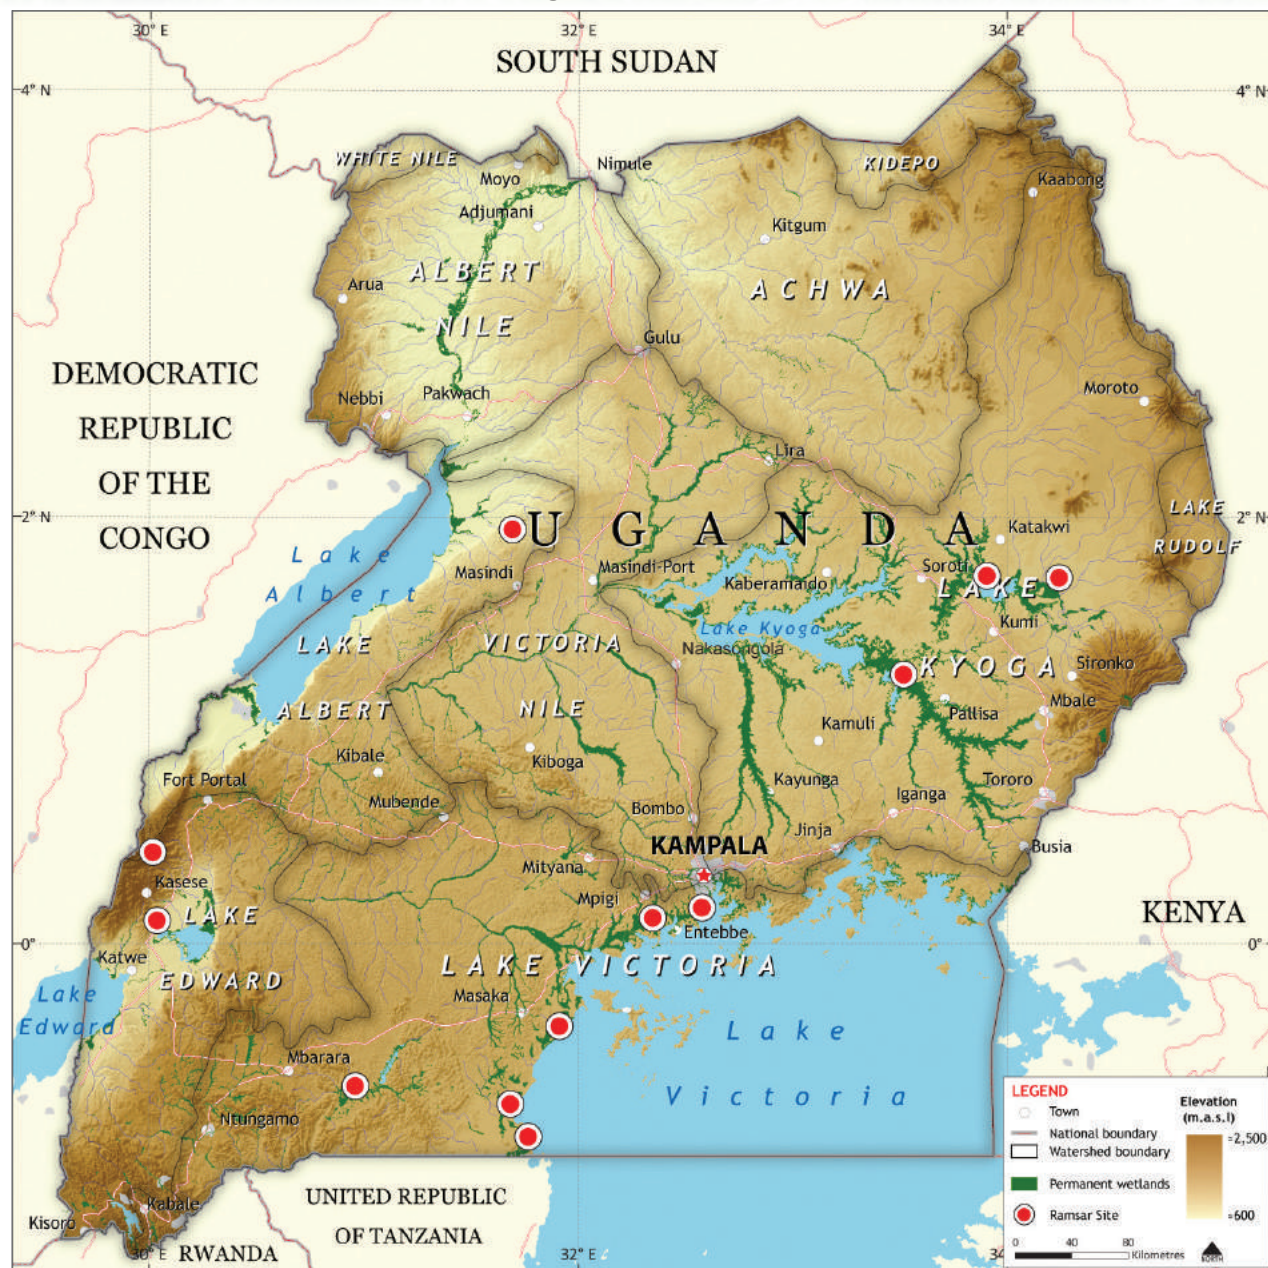 30° E
32° E
34° E
SOUTH SUDAN
4° N
4° N
WHITE NILE
Moyo
Nimule
KIDEPO
Kaabong
Adjumani
Kitgum
ALBERT
NILE
Arua
ACHWA
Gulu
DEMOCRATIC
REPUBLIC
OF THE
CONGO
Nebbi
Pakwach
Moroto
Lira
2° N
UGANDA
Katakwi
LAKE
RUDOLF
2° N
Lake
Albert
Masindi
Masindi-Port
Kaberamaido
Soroti
LAKE
KYOGA
Kumi
LAKE
ALBERT
VICTORIA
NILE
Lake Kyoga
Nakasongola
Sironko
Mbale
Pallisa
Kamuli
Kibale
Kiboga
Fort Portal
Mubende
Kayunga
Iganga
Tororo
Bombo
Jinja
KAMPALA
Busia
Mityana
Mpigi
Kasese
LAKE
EDWARD
Entebbe
KENYA
0°
0°
Katwe
LAKE VICTORIA
Lake
Edward
Masaka
Lake
Victoria
Mbarara
Ntungamo
Kabale
Kisoro
UNITED REPUBLIC
OF TANZANIA
30° E
RWANDA
32° E
34
LEGEND
Town
National boundary
Watershed boundary
Permanent wetlands
Ramsar Site
0
40
80
Kilometres
Elevation
(m.a.s.l)
≈2,500
≈600
NORTH